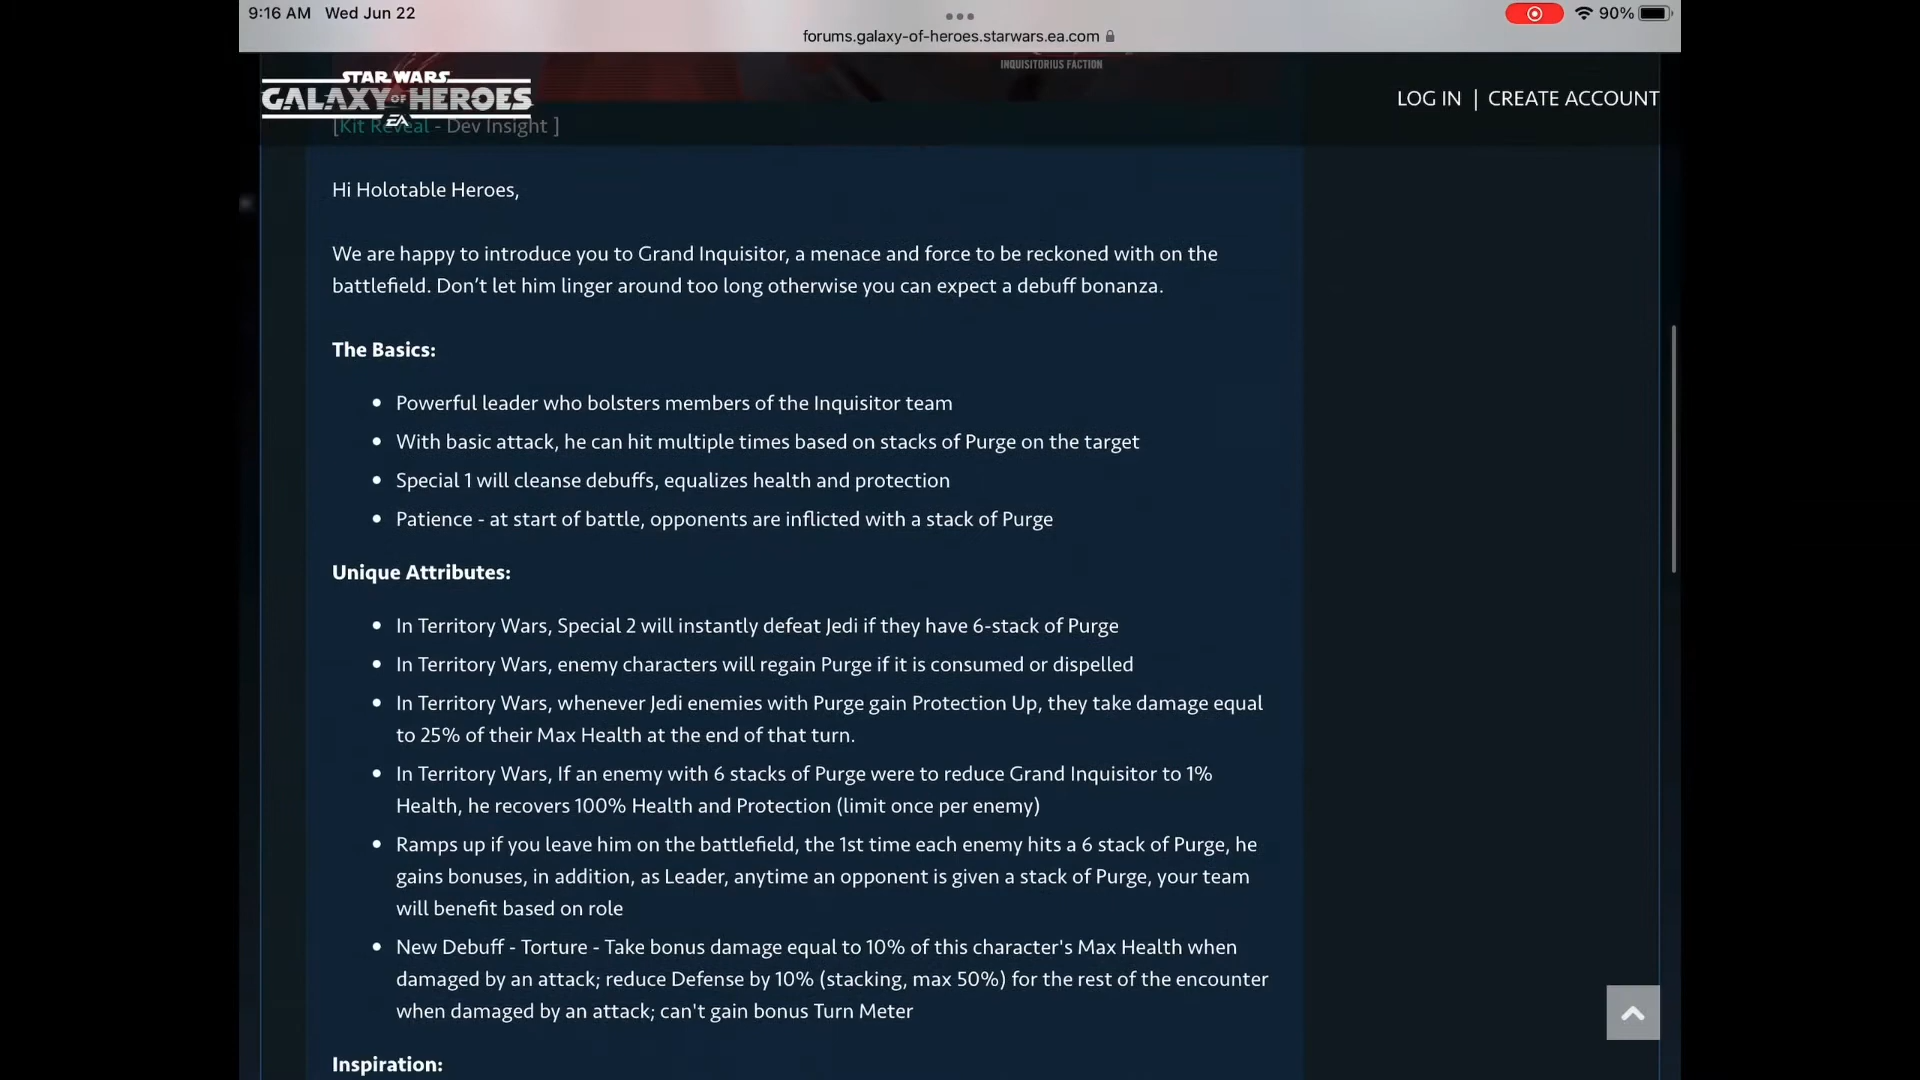 9:16 AM Wed Jun 22
90%
forums.galaxy-of-heroes.starwars.ea.com
INQUISITORIUS FACTION
STAR WARS
GALAXY OF HEROES
EA
LOG IN | CREATE ACCOUNT
[Kit Reveal - Dev Insight ]
Hi Holotable Heroes,
We are happy to introduce you to Grand Inquisitor, a menace and force to be reckoned with on the
battlefield. Don’t let him linger around too long otherwise you can expect a debuff bonanza.
The Basics:
• Powerful leader who bolsters members of the Inquisitor team
• With basic attack, he can hit multiple times based on stacks of Purge on the target
• Special 1 will cleanse debuffs, equalizes health and protection
• Patience - at start of battle, opponents are inflicted with a stack of Purge
Unique Attributes:
• In Territory Wars, Special 2 will instantly defeat Jedi if they have 6-stack of Purge
• In Territory Wars, enemy characters will regain Purge if it is consumed or dispelled
• In Territory Wars, whenever Jedi enemies with Purge gain Protection Up, they take damage equal
to 25% of their Max Health at the end of that turn.
• In Territory Wars, If an enemy with 6 stacks of Purge were to reduce Grand Inquisitor to 1%
Health, he recovers 100% Health and Protection (limit once per enemy)
• Ramps up if you leave him on the battlefield, the 1st time each enemy hits a 6 stack of Purge, he
gains bonuses, in addition, as Leader, anytime an opponent is given a stack of Purge, your team
will benefit based on role
• New Debuff - Torture - Take bonus damage equal to 10% of this character's Max Health when
damaged by an attack; reduce Defense by 10% (stacking, max 50%) for the rest of the encounter
when damaged by an attack; can't gain bonus Turn Meter
Inspiration: